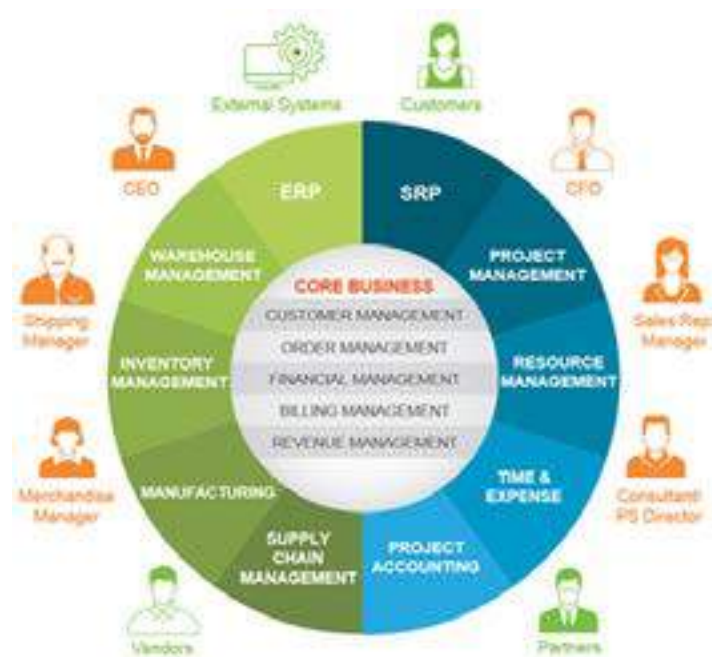 External Systems
Customers
CEO
CFO
ERP
SRP
WAREHOUSE
MANAGEMENT
PROJECT
MANAGEMENT
Shipping
Manager
Sales Rep
Manager
CORE BUSINESS
CUSTOMER MANAGEMENT
ORDER MANAGEMENT
FINANCIAL MANAGEMENT
BILLING MANAGEMENT
REVENUE MANAGEMENT
INVENTORY
MANAGEMENT
RESOURCE
MANAGEMENT
Merchandise
Manager
Consultant/
PS Director
MANUFACTURING
TIME &
EXPENSE
SUPPLY
CHAIN
MANAGEMENT
PROJECT
ACCOUNTING
Vendors
Partners